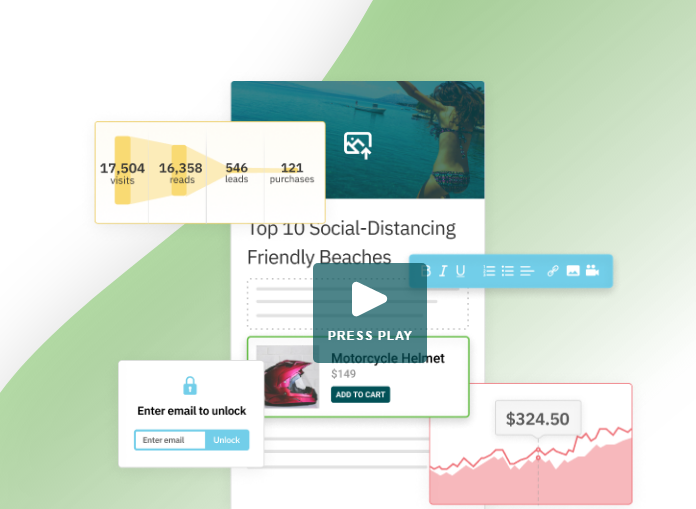 17,504 16,358 546 121
visits reads leads purchases
Top 10 Social-Distancing
Friendly Beaches
B I U
PRESS PLAY
Motorcycle Helmet
$149
ADD TO CART
Enter email to unlock
Enter email Unlock
$324.50